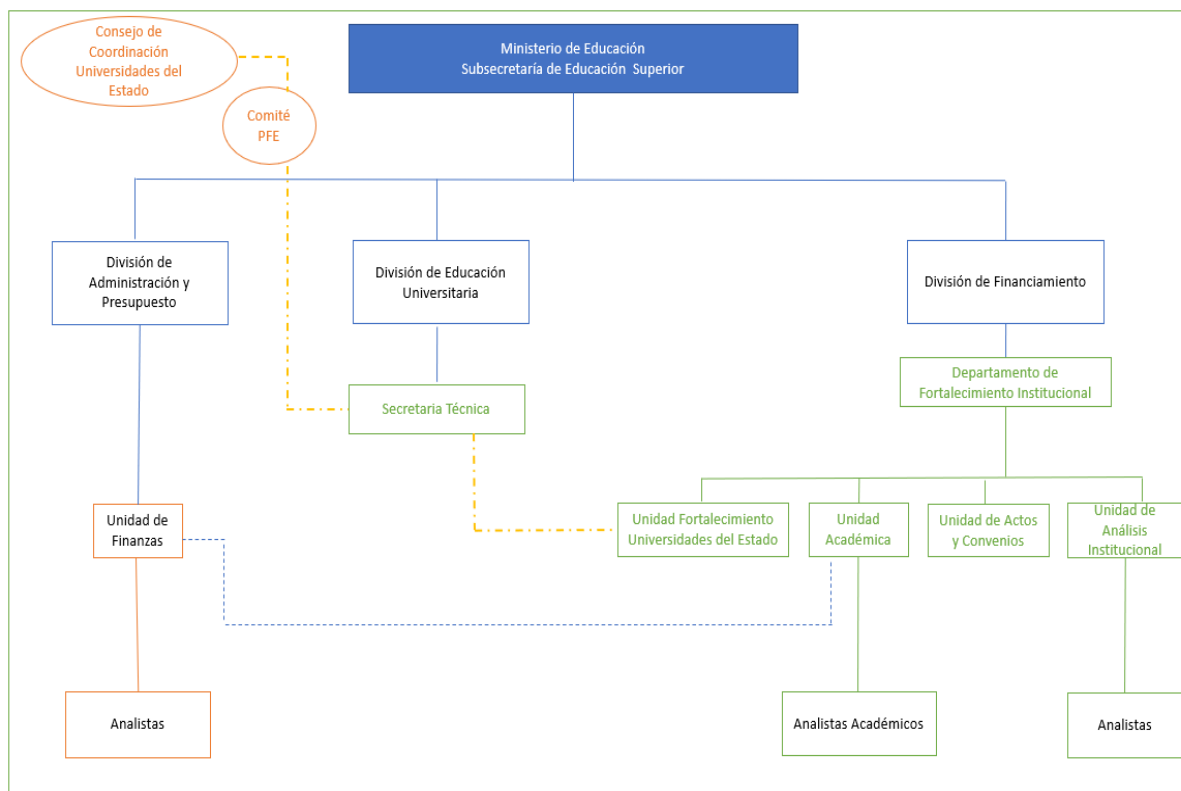 Consejo de
Coordinación
Universidades del
Estado
Ministerio de Educación
Subsecretaría de Educación Superior
Comité
PFE
División de
Administración y
Presupuesto
División de Educación
Universitaria
División de Financiamiento
Departamento de
Fortalecimiento Institucional
Secretaria Técnica
Unidad de
Finanzas
Unidad Fortalecimiento
Universidades del Estado
Unidad
Académica
Unidad de Actos
y Convenios
Unidad de
Análisis
Institucional
Analistas
Analistas Académicos
Analistas